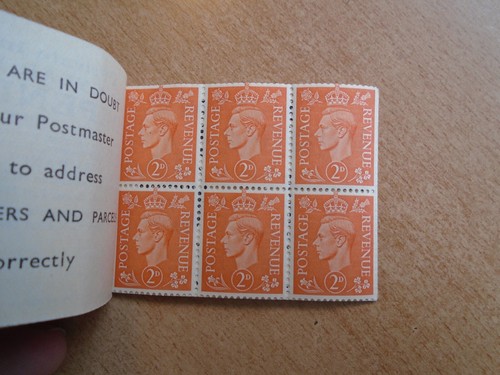 ARE IN DOUBT
ur Postmaster
to address
ERS AND PARCE
orrectly
POSTAGE REVENUE 2D
POSTAGE REVENUE 2D
POSTAGE REVENUE 2D
POSTAGE REVENUE 2D
POSTAGE REVENUE 2D
POSTAGE REVENUE 2D